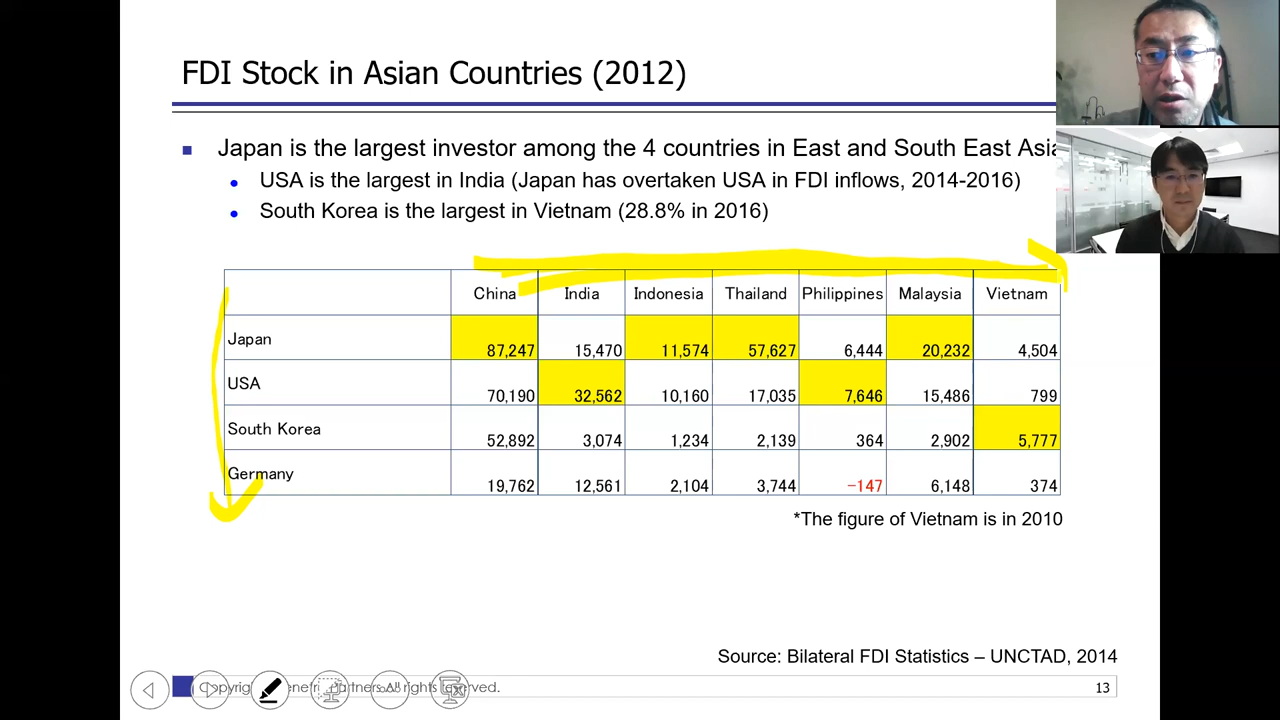 FDI Stock in Asian Countries (2012)
Japan is the largest investor among the 4 countries in East and South East Asia
USA is the largest in India (Japan has overtaken USA in FDI inflows, 2014-2016)
South Korea is the largest in Vietnam (28.8% in 2016)
China India Indonesia Thailand Philippines Malaysia Vietnam
Japan 87,247 15,470 11,574 57,627 6,444 20,232 4,504
USA 70,190 32,562 10,160 17,035 7,646 15,486 799
South Korea 52,892 3,074 1,234 2,139 364 2,902 5,777
Germany 19,762 12,561 2,104 3,744 -147 6,148 374
*The figure of Vietnam is in 2010
Source: Bilateral FDI Statistics – UNCTAD, 2014
Partners All rights reserved.
13